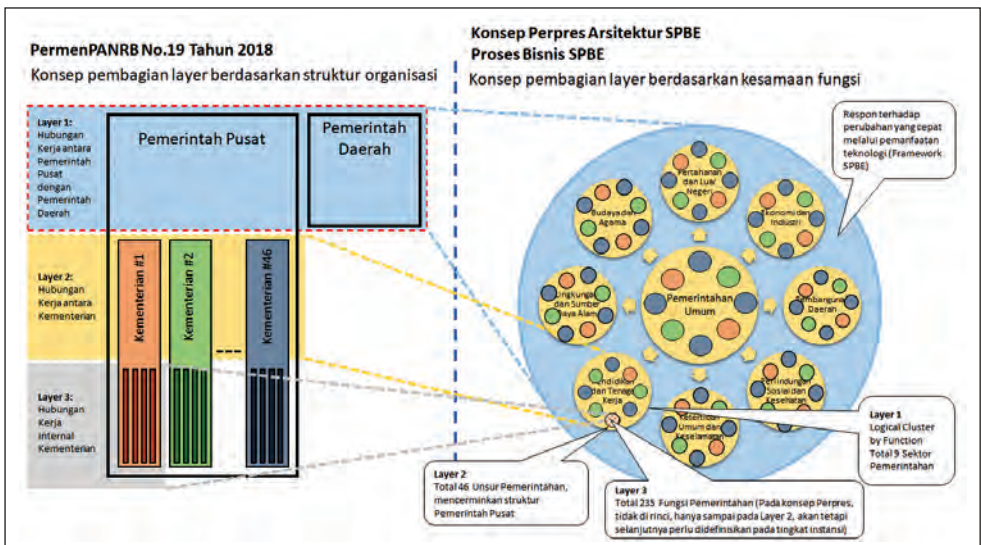 PermenPANRB No.19 Tahun 2018
Konsep pembagian layer berdasarkan struktur organisasi
Layer 1:
Hubungan
Kerja antara
Pemerintah
Pusat
dengan
Pemerintah
Daerah
Pemerintah Pusat
Pemerintah
Daerah
Layer 2:
Hubungan
Kerja antara
Kementerian
Kementerian #1
Kementerian #2
Kementerian #46
Layer 3:
Hubungan
Kerja
Internal
Kementerian
Konsep Perpres Arsitektur SPBE
Proses Bisnis SPBE
Konsep pembagian layer berdasarkan kesamaan fungsi
Respon terhadap
perubahan yang cepat
melalui pemanfaatan
teknologi (Framework
SPBE)
Pertahanan
dan Luar
Negeri
Budaya dan
Agama
Ekonomi dan
Industri
Lingkungan
dan Sumber
Daya Alam
Pemerintahan
Umum
Pembangunan
Daerah
Pendidikan
dan Tenaga
Kerja
Perlindungan
Sosial dan
Kesehatan
Umum dan
Keselamatan
Layer 1
Logical Cluster
by Function
Total 9 Sektor
Pemerintahan
Layer 2
Total 46 Unsur Pemerintahan,
mencerminkan struktur
Pemerintah Pusat
Layer 3
Total 235 Fungsi Pemerintahan (Pada konsep Perpres,
tidak di rinci, hanya sampai pada Layer 2, akan tetapi
selanjutnya perlu didefinisikan pada tingkat instansi)